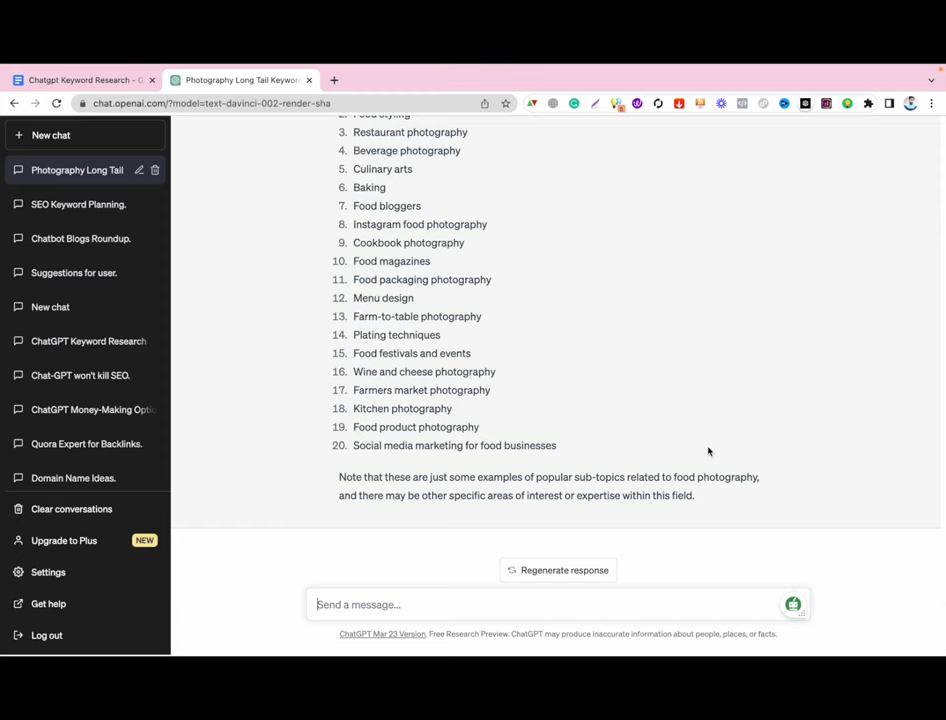 Chatgpt Keyword Research - O
Photography Long Tail Keywor
chat.openai.com/?model=text-davinci-002-render-sha
New chat
Photography Long Tail
SEO Keyword Planning.
Chatbot Blogs Roundup.
Suggestions for user.
New chat
ChatGPT Keyword Research
Chat-GPT won't kill SEO.
ChatGPT Money-Making Optio
Quora Expert for Backlinks.
Domain Name Ideas.
Clear conversations
Upgrade to Plus NEW
Settings
Get help
Log out
2. Food styling
3. Restaurant photography
4. Beverage photography
5. Culinary arts
6. Baking
7. Food bloggers
8. Instagram food photography
9. Cookbook photography
10. Food magazines
11. Food packaging photography
12. Menu design
13. Farm-to-table photography
14. Plating techniques
15. Food festivals and events
16. Wine and cheese photography
17. Farmers market photography
18. Kitchen photography
19. Food product photography
20. Social media marketing for food businesses
Note that these are just some examples of popular sub-topics related to food photography,
and there may be other specific areas of interest or expertise within this field.
Regenerate response
Send a message...
ChatGPT Mar 23 Version. Free Research Preview. ChatGPT may produce inaccurate information about people, places, or facts.